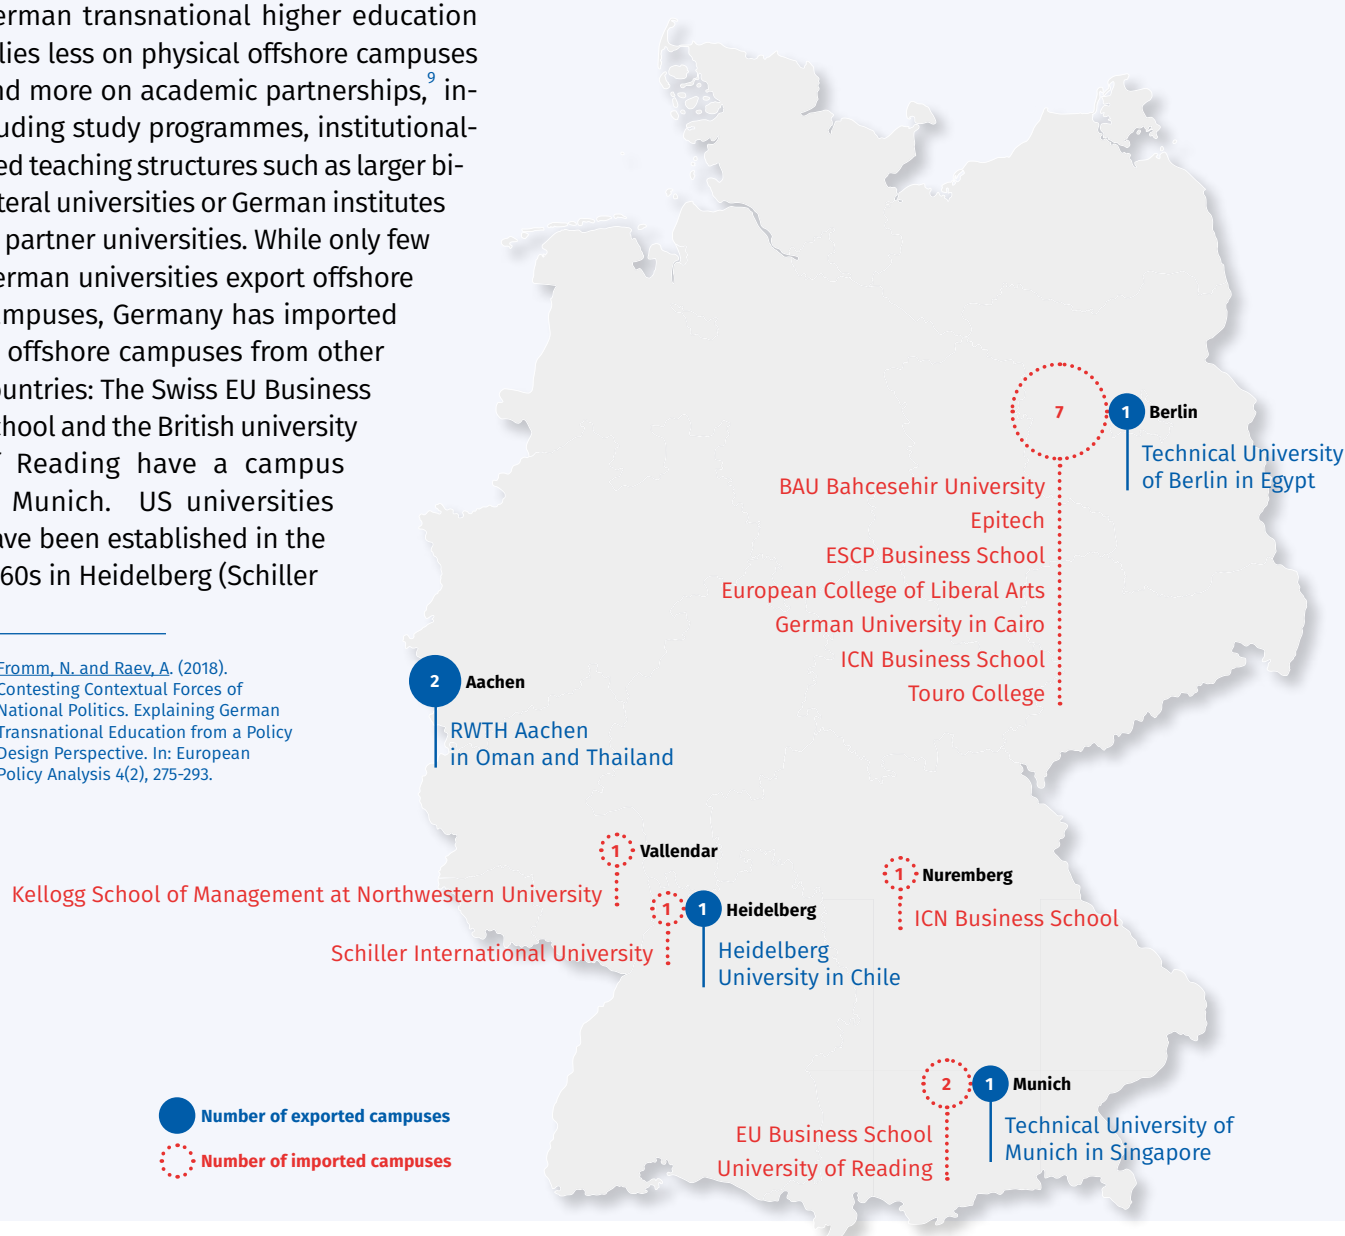 erman transnational higher education
lies less on physical offshore campuses
nd more on academic partnerships,9 in-
luding study programmes, institutional-
ed teaching structures such as larger bi-
teral universities or German institutes
partner universities. While only few
erman universities export offshore
ampuses, Germany has imported
offshore campuses from other
ountries: The Swiss EU Business
chool and the British university
Reading have a campus
Munich. US universities
ave been established in the
60s in Heidelberg (Schiller
Fromm, N. and Raev, A. (2018).
Contesting Contextual Forces of
National Politics. Explaining German
Transnational Education from a Policy
Design Perspective. In: European
Policy Analysis 4(2), 275-293.
7
1 Berlin
Technical University
of Berlin in Egypt
BAU Bahcesehir University
Epitech
ESCP Business School
European College of Liberal Arts
German University in Cairo
ICN Business School
Touro College
2 Aachen
RWTH Aachen
in Oman and Thailand
1 Vallendar
Kellogg School of Management at Northwestern University
1 Nuremberg
ICN Business School
1
1 Heidelberg
Schiller International University
Heidelberg
University in Chile
2
1 Munich
EU Business School
University of Reading
Technical University of
Munich in Singapore
Number of exported campuses
Number of imported campuses